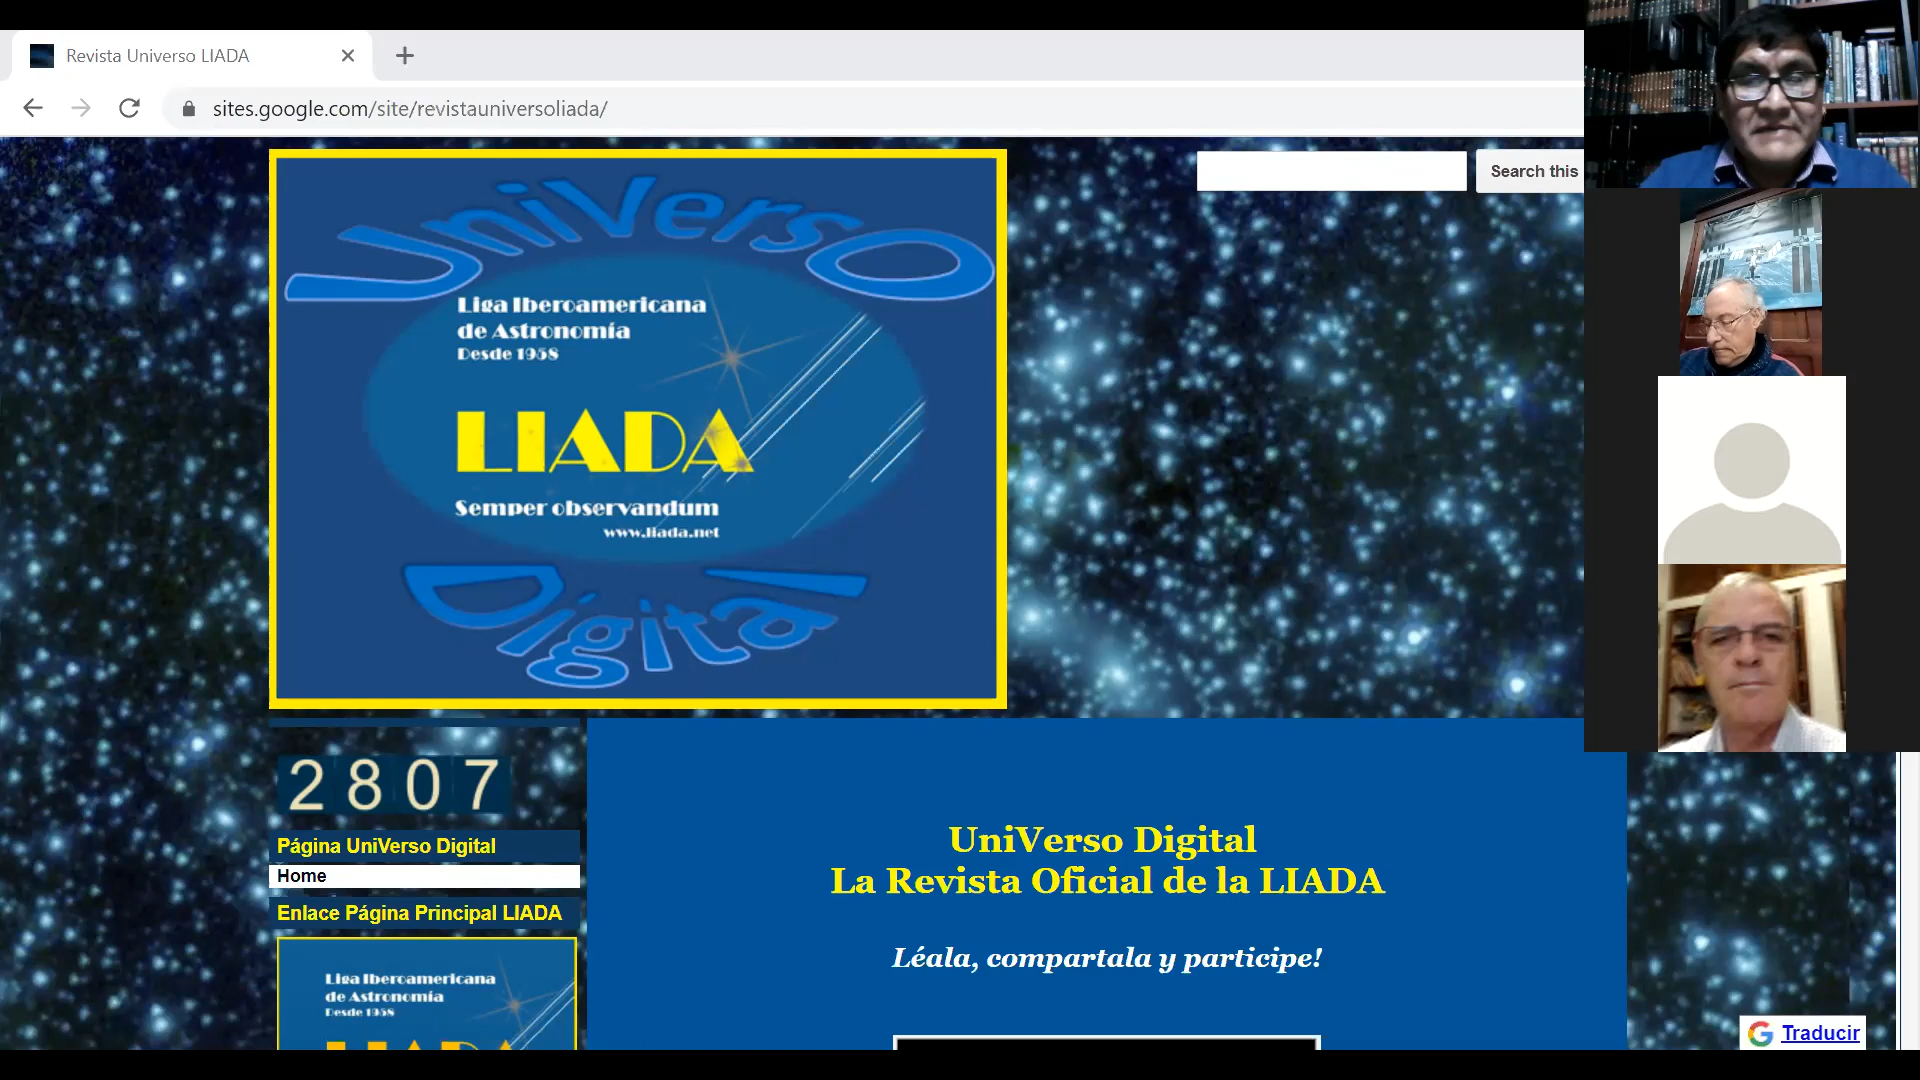 Revista Universo LIADA
sites.google.com/site/revistauniversoliada/
Search this
UniVersO
Liga Iberoamericana
de Astronomía
Desde 1958
LIADA
Semper observandum
www.liada.net
Digital
2807
Página UniVerso Digital
Home
Enlace Página Principal LIADA
Liga Iberoamericana
de Astronomía
Desde 1958
LIADA
UniVerso Digital
La Revista Oficial de la LIADA
Léala, compartala y participe!
Traducir